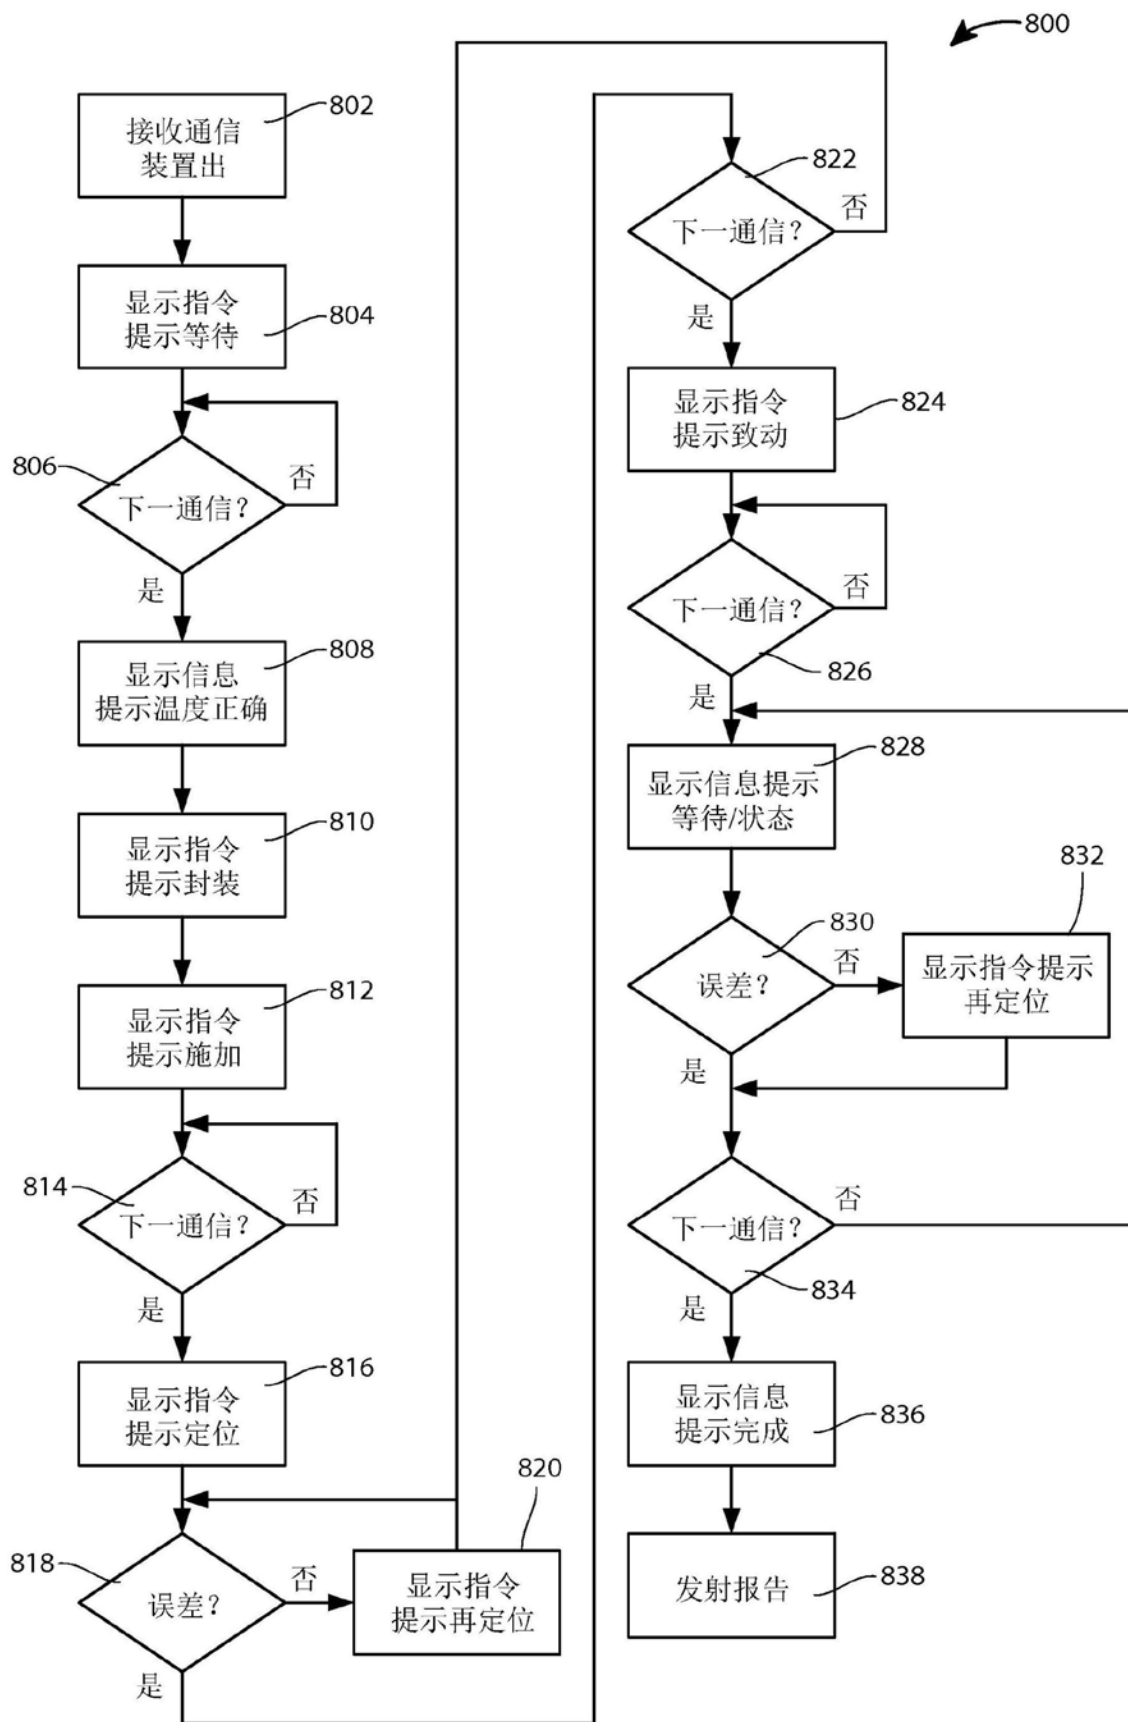 800
802
接收通信
装置出
显示指令
提示等待
804
806
下一通信?
否
是
808
显示信息
提示温度正确
810
显示指令
提示封装
812
显示指令
提示施加
814
下一通信?
否
是
816
显示指令
提示定位
818
误差?
否
是
820
显示指令
提示再定位
822
下一通信?
否
是
显示指令
提示致动
824
下一通信?
否
826
是
828
显示信息提示
等待/状态
830
误差?
否
是
832
显示指令提示
再定位
下一通信?
否
834
是
显示信息
提示完成
836
发射报告
838